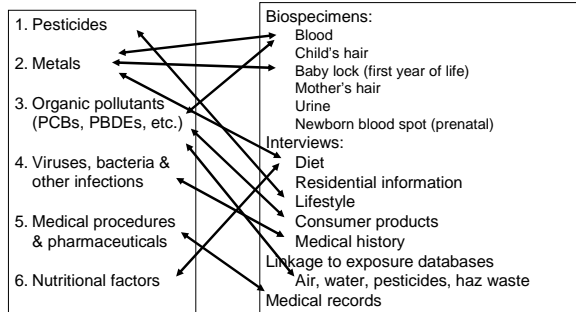 1. Pesticides
2. Metals
3. Organic pollutants
(PCBs, PBDEs, etc.)
4. Viruses, bacteria &
other infections
5. Medical procedures
& pharmaceuticals
6. Nutritional factors
Biospecimens:
Blood
Child's hair
Baby lock (first year of life)
Mother's hair
Urine
Newborn blood spot (prenatal)
Interviews:
Diet
Residential information
Lifestyle
Consumer products
Medical history
Linkage to exposure databases
Air, water, pesticides, haz waste
Medical records